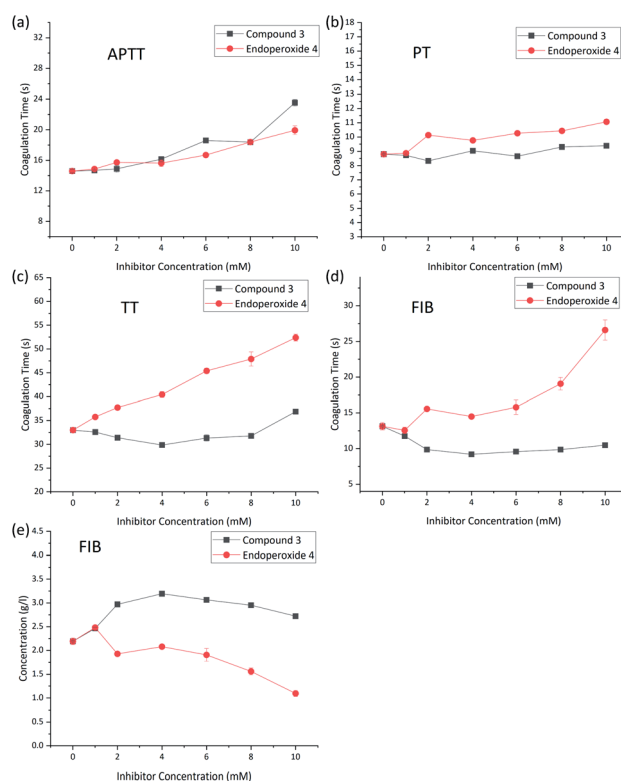 (a)
APTT
Compound 3
Endoperoxide 4
Coagulation Time (s)
32
28
24
20
16
12
0 2 4 6 8 10
Inhibitor Concentration (mM)
(b)
PT
Compound 3
Endoperoxide 4
Coagulation Time (s)
18
17
16
15
14
13
12
11
10
9
8
7
6
5
4
3
0 2 4 6 8 10
Inhibitor Concentration (mM)
(c)
TT
Compound 3
Endoperoxide 4
Coagulation Time (s)
65
60
55
50
45
40
35
30
25
20
0 2 4 6 8 10
Inhibitor Concentration (mM)
(d)
FIB
Compound 3
Endoperoxide 4
Coagulation Time (s)
25
20
15
10
5
0 2 4 6 8 10
Inhibitor Concentration (mM)
(e)
FIB
Compound 3
Endoperoxide 4
Concentration (g/l)
4.5
4.0
3.5
3.0
2.5
2.0
1.5
1.0
0.5
0.0
0 2 4 6 8 10
Inhibitor Concentration (mM)